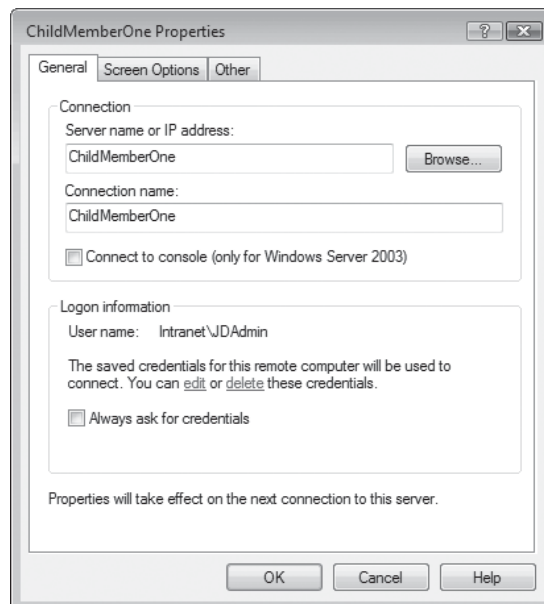 ChildMemberOne Properties
General Screen Options Other
Connection
Server name or IP address:
ChildMemberOne Browse...
Connection name:
ChildMemberOne
Connect to console (only for Windows Server 2003)
Logon information
User name: Intranet\JDAdmin
The saved credentials for this remote computer will be used to
connect. You can edit or delete these credentials.
Always ask for credentials
Properties will take effect on the next connection to this server.
OK Cancel Help